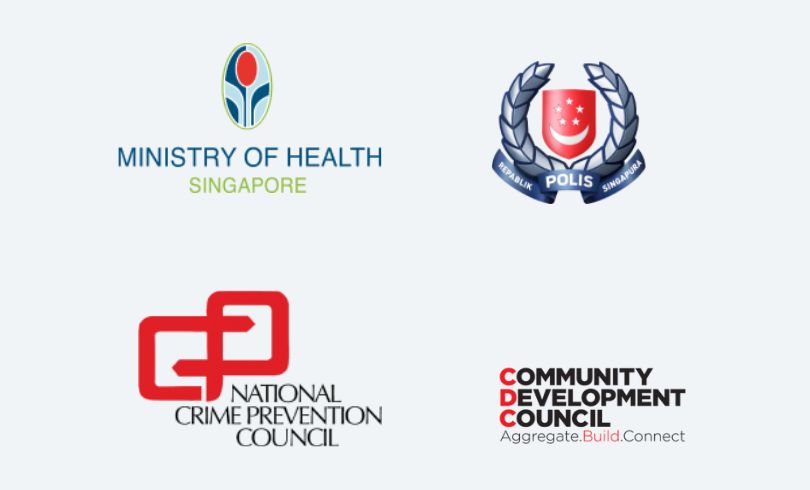 MINISTRY OF HEALTH
SINGAPORE
REPABLIK POLIS SINGAPURA
NATIONAL
CRIME PREVENTION
COUNCIL
COMMUNITY
DEVELOPMENT
COUNCIL
Aggregate.Build.Connect